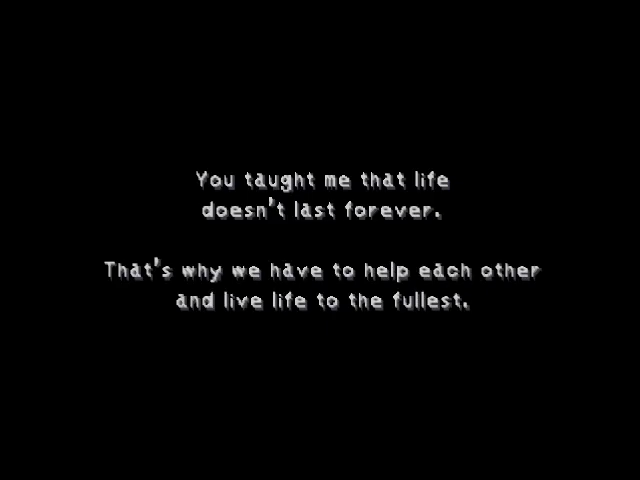 You taught me that life
doesn't last forever.
That's why we have to help each other
and live life to the fullest.